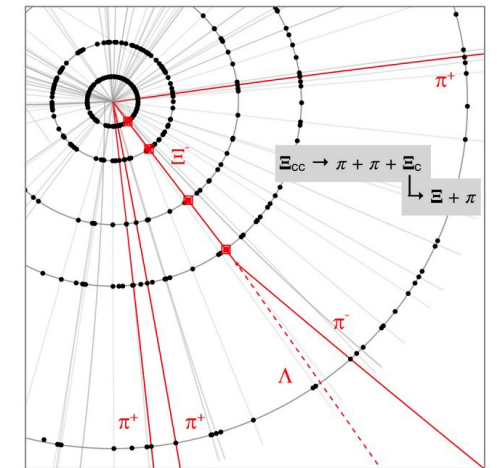 π⁺
Ξ⁻
Ξcc → π + π + Ξc
Ξ + π
π⁻
Λ
π⁺ π⁺